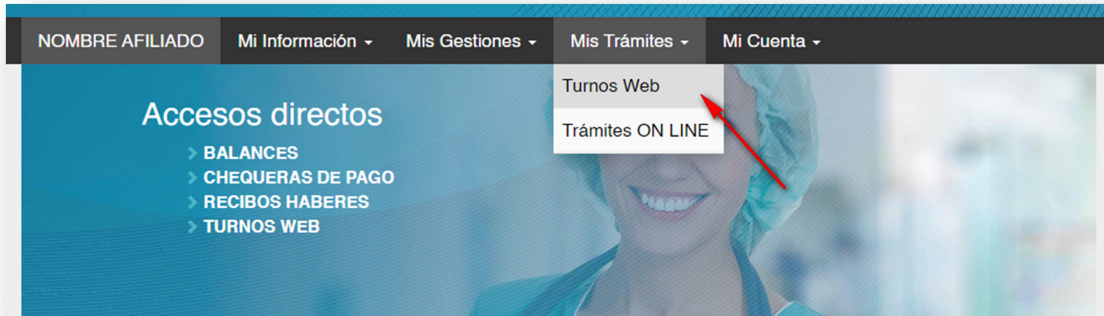 NOMBRE AFILIADO Mi Información Mis Gestiones Mis Trámites Mi Cuenta
Turnos Web
Trámites ON LINE
Accesos directos
BALANCES
CHEQUERAS DE PAGO
RECIBOS HABERES
TURNOS WEB